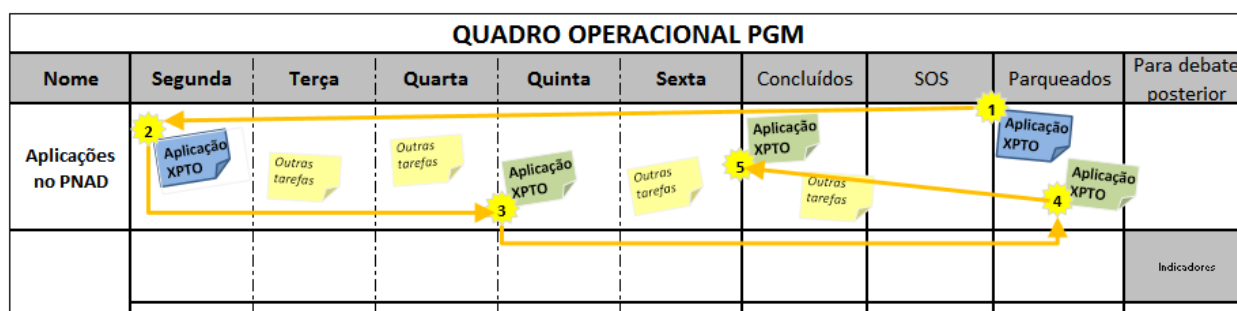 QUADRO OPERACIONAL PGM
Nome Segunda Terça Quarta Quinta Sexta Concluídos SOS Parqueados Para debate
posterior
Aplicações
no PNAD
2
Aplicação
XPTO
Outras
tarefas
Outras
tarefas
Aplicação
XPTO
3
Outras
tarefas
Aplicação
XPTO
5
Outras
tarefas
1
Aplicação
XPTO
Aplicação
XPTO
4
Indicadores